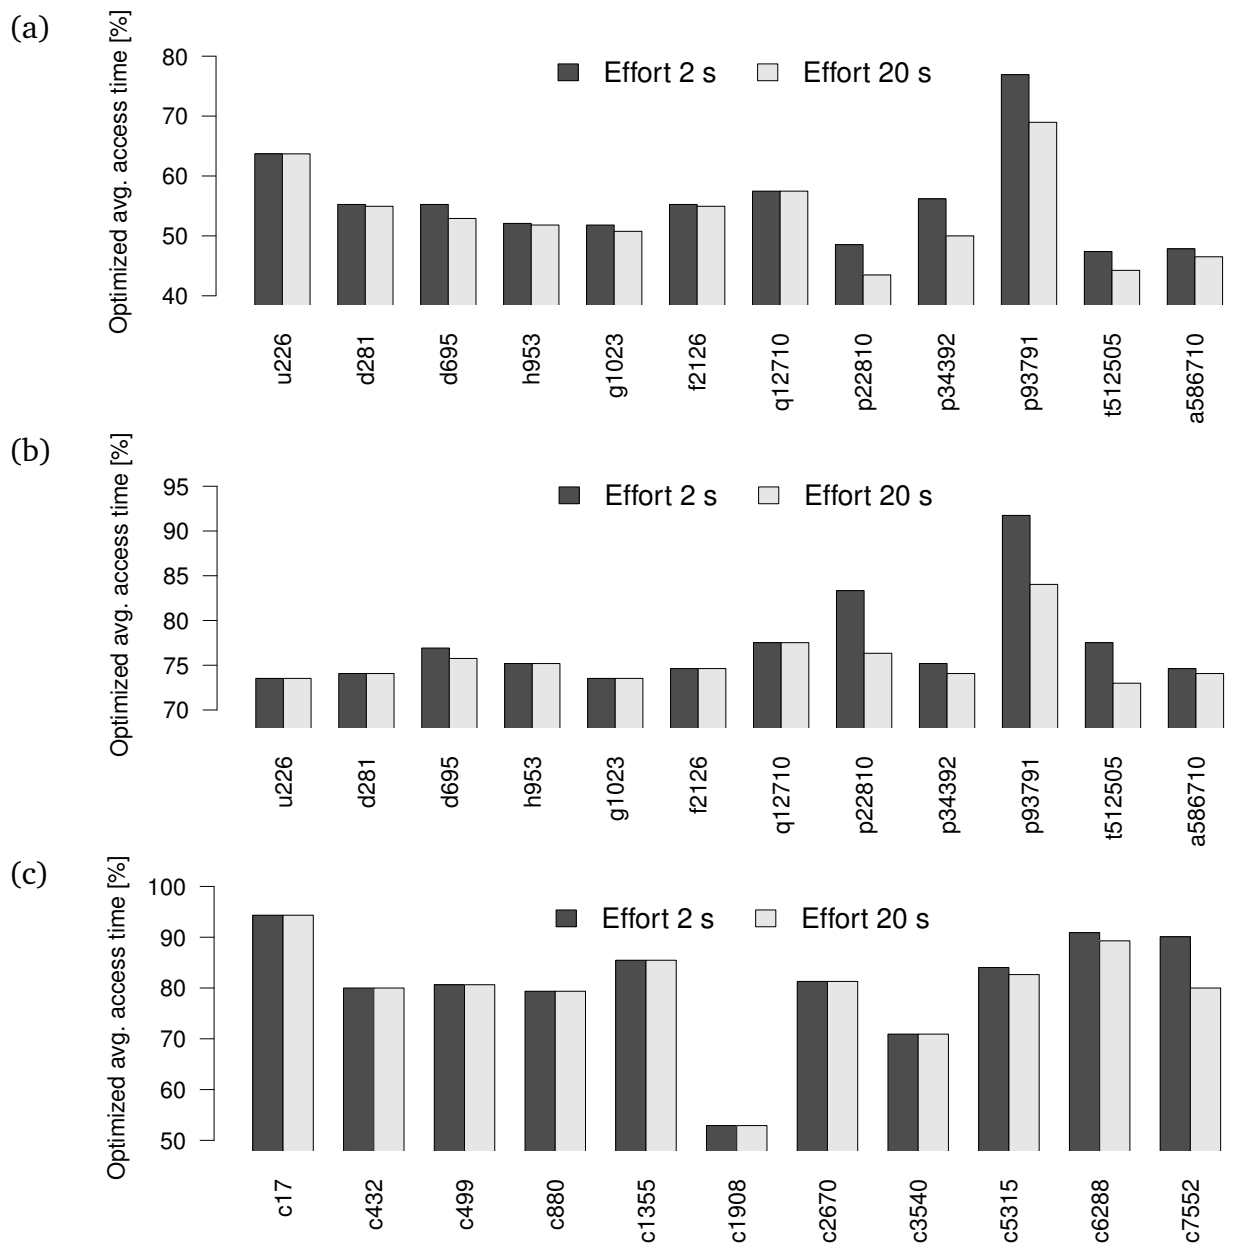 (a)
Optimized avg. access time [%]
80
70
60
50
40
Effort 2 s
Effort 20 s
u226
d281
d695
h953
g1023
f2126
q12710
p22810
p34392
p93791
t512505
a586710
(b)
Optimized avg. access time [%]
95
90
85
80
75
70
Effort 2 s
Effort 20 s
u226
d281
d695
h953
g1023
f2126
q12710
p22810
p34392
p93791
t512505
a586710
(c)
Optimized avg. access time [%]
100
90
80
70
60
50
Effort 2 s
Effort 20 s
c17
c432
c499
c880
c1355
c1908
c2670
c3540
c5315
c6288
c7552